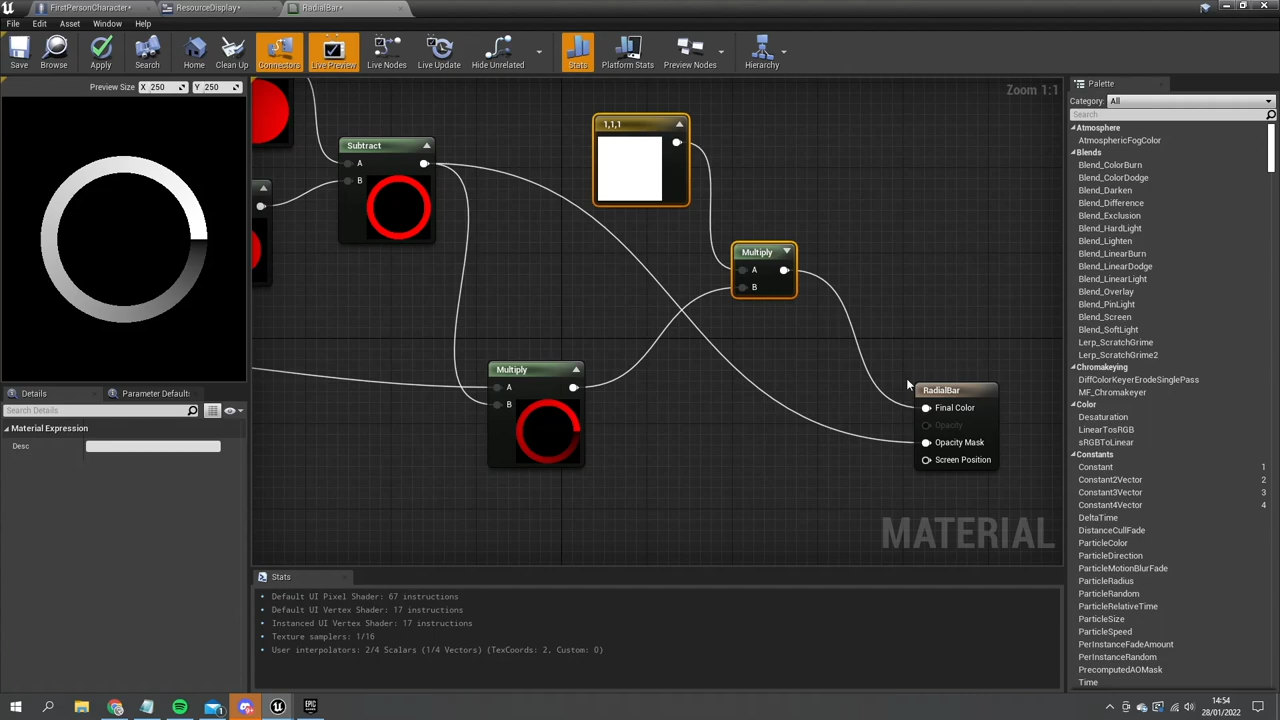 FirstPersonCharacter*
ResourceDisplay*
RadialBar*
File Edit Asset Window Help
Save
Browse
Apply
Search
Home
Clean Up
Connectors
Live Preview
Live Nodes
Live Update
Hide Unrelated
Stats
Platform Stats
Preview Nodes
Hierarchy
Preview Size X 250 Y 250
Zoom 1:1
1,1,1
Subtract
A
B
Multiply
A
B
Multiply
A
B
RadialBar
Final Color
Opacity
Opacity Mask
Screen Position
MATERIAL
Details
Parameter Default:
Search Details
Material Expression
Desc
Stats
Default UI Pixel Shader: 67 instructions
Default UI Vertex Shader: 17 instructions
Instanced UI Vertex Shader: 17 instructions
Texture samplers: 1/16
User interpolators: 2/4 Scalars (1/4 Vectors) (TexCoords: 2, Custom: 0)
Palette
Category: All
Search
Atmosphere
AtmosphericFogColor
Blends
Blend_ColorBurn
Blend_ColorDodge
Blend_Darken
Blend_Difference
Blend_Exclusion
Blend_HardLight
Blend_Lighten
Blend_LinearBurn
Blend_LinearDodge
Blend_LinearLight
Blend_Overlay
Blend_PinLight
Blend_Screen
Blend_SoftLight
Lerp_ScratchGrime
Lerp_ScratchGrime2
Chromakeying
DiffColorKeyerErodeSinglePass
MF_Chromakeyer
Color
Desaturation
LinearTosRGB
sRGBToLinear
Constants
Constant 1
Constant2Vector 2
Constant3Vector 3
Constant4Vector 4
DeltaTime
DistanceCullFade
ParticleColor
ParticleDirection
ParticleMotionBlurFade
ParticleRadius
ParticleRandom
ParticleRelativeTime
ParticleSize
ParticleSpeed
PerInstanceFadeAmount
PerInstanceRandom
PrecomputedAOMask
Time
EPIC
14:54
28/01/2022